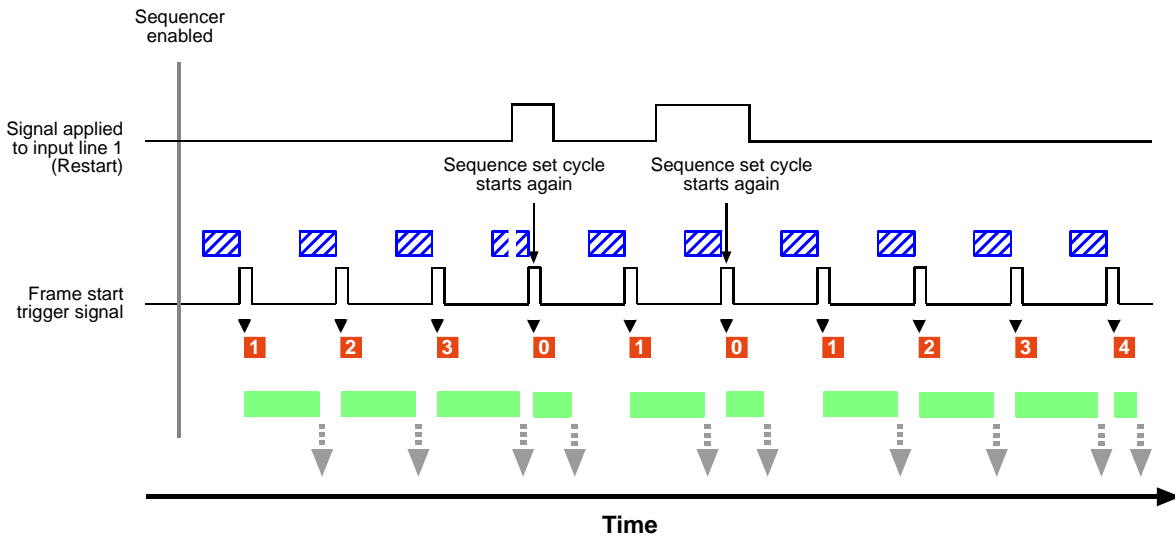 Sequencer
enabled
Signal applied
to input line 1
(Restart)
Sequence set cycle
starts again
Sequence set cycle
starts again
Frame start
trigger signal
1 2 3 0 1 0 1 2 3 4
Time